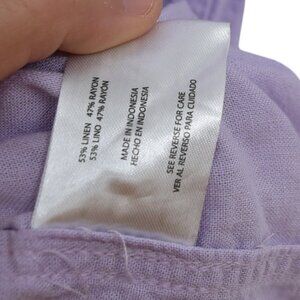 53% LINEN 47% RAYON
53% LINO 47% RAYÓN
MADE IN INDONESIA
HECHO EN INDONESIA
SEE REVERSE FOR CARE
VER AL REVERSO PARA CUIDADO